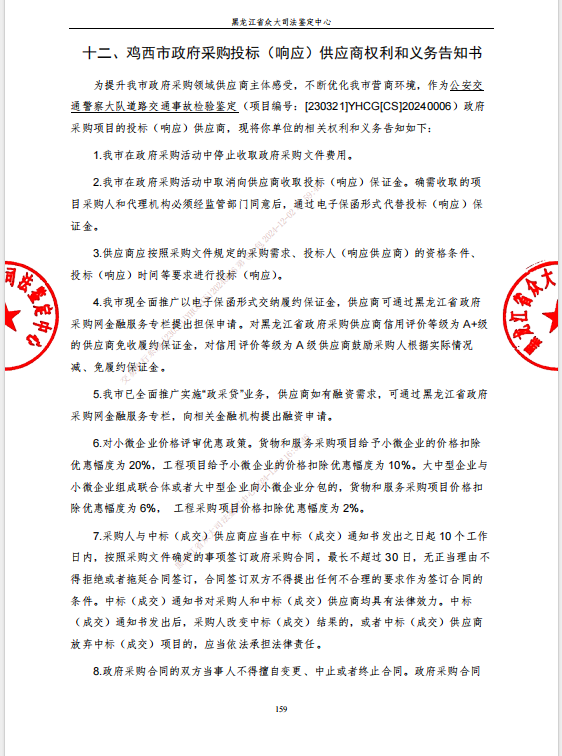 黑龙江省众大司法鉴定中心
十二、鸡西市政府采购投标（响应）供应商权利和义务告知书
为提升我市政府采购领域供应商主体感受，不断优化我市营商环境，作为公安交
通警察大队道路交通事故检验鉴定（项目编号：[230321]YHCG[CS]20240006）政府
采购项目的投标（响应）供应商，现将你单位的相关权利和义务告知如下：
1.我市在政府采购活动中停止收取政府采购文件费用。
2.我市在政府采购活动中取消向供应商收取投标（响应）保证金。确需收取的项
目采购人和代理机构必须经监管部门同意后，通过电子保函形式代替投标（响应）保
证金。
3.供应商应按照采购文件规定的采购需求、投标人（响应供应商）的资格条件、
投标（响应）时间等要求进行投标（响应）。
4.我市现全面推广以电子保函形式交纳履约保证金，供应商可通过黑龙江省政府
采购网金融服务专栏提出担保申请。对黑龙江省政府采购供应商信用评价等级为 A+级
的供应商免收履约保证金，对信用评价等级为 A 级供应商鼓励采购人根据实际情况
减、免履约保证金。
5.我市已全面推广实施“政采贷”业务，供应商如有融资需求，可通过黑龙江省政府
采购网金融服务专栏，向相关金融机构提出融资申请。
6.对小微企业价格评审优惠政策。货物和服务采购项目给予小微企业的价格扣除
优惠幅度为 20%，工程项目给予小微企业的价格扣除优惠幅度为 10%。大中型企业与
小微企业组成联合体或者大中型企业向小微企业分包的，货物和服务采购项目价格扣
除优惠幅度为 6%， 工程采购项目价格扣除优惠幅度为 2%。
7.采购人与中标（成交）供应商应当在中标（成交）通知书发出之日起 10 个工作
日内，按照采购文件确定的事项签订政府采购合同，最长不超过 30 日，无正当理由不
得拒绝或者拖延合同签订，合同签订双方不得提出任何不合理的要求作为签订合同的
条件。中标（成交）通知书对采购人和中标（成交）供应商均具有法律效力。中标
（成交）通知书发出后，采购人改变中标（成交）结果的，或者中标（成交）供应商
放弃中标（成交）项目的，应当依法承担法律责任。
8.政府采购合同的双方当事人不得擅自变更、中止或者终止合同。政府采购合同
159
司法鉴定中心
黑龙江省众大